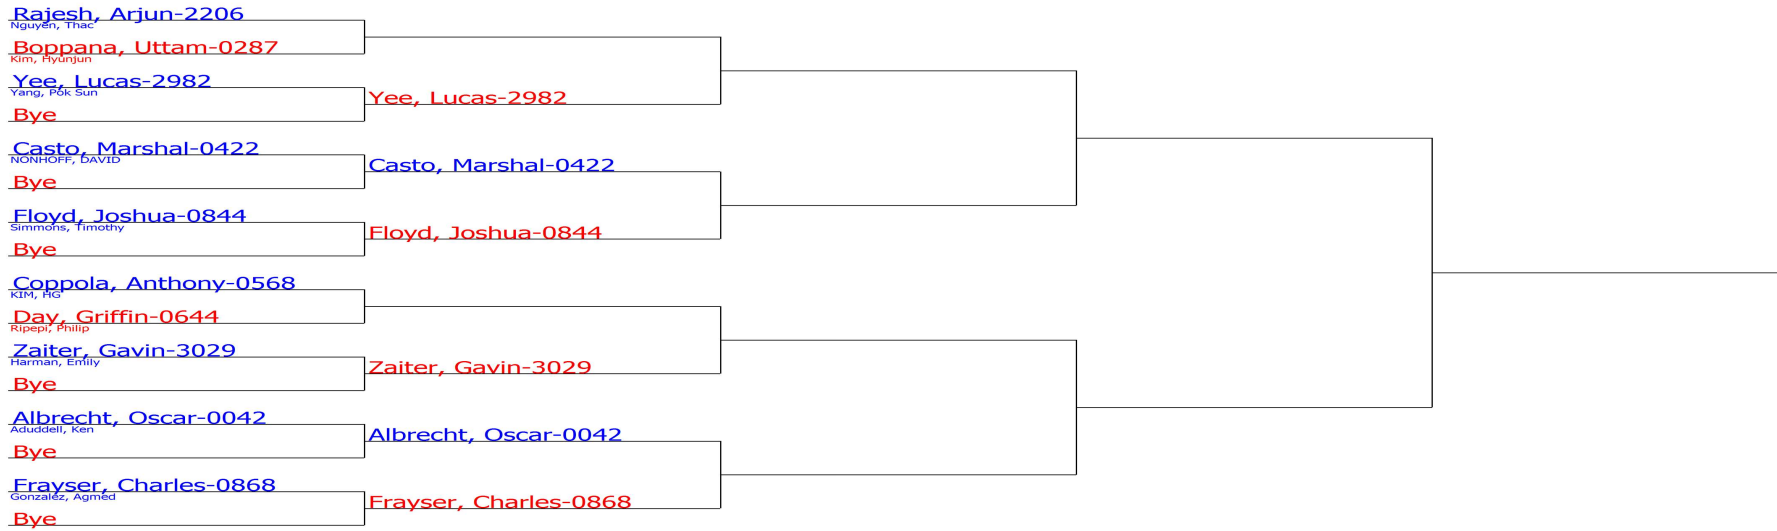 Rajesh, Arjun-2206
Nguyen, Thac
Boppana, Uttam-0287
Kim, Hyunjun
Yee, Lucas-2982
Yang, Pok Sun
Yee, Lucas-2982
Bye
Casto, Marshal-0422
NONHOFF, DAVID
Casto, Marshal-0422
Bye
Floyd, Joshua-0844
Simmons, Timothy
Floyd, Joshua-0844
Bye
Coppola, Anthony-0568
KIM, HG
Day, Griffin-0644
Ripepi, Philip
Zaiter, Gavin-3029
Harman, Emily
Zaiter, Gavin-3029
Bye
Albrecht, Oscar-0042
Aduddell, Ken
Albrecht, Oscar-0042
Bye
Frayser, Charles-0868
Gonzalez, Agmed
Frayser, Charles-0868
Bye